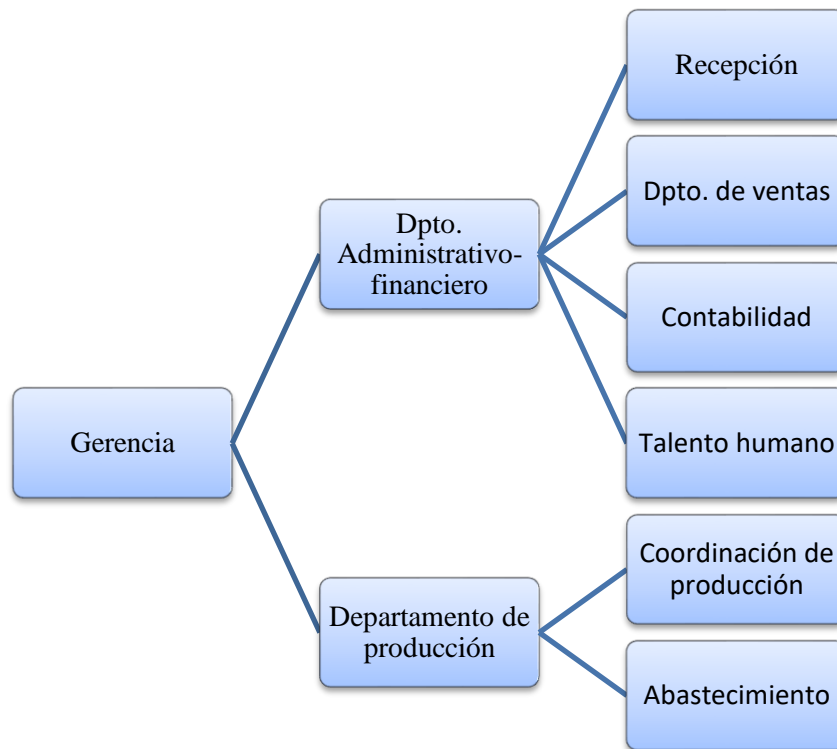 Recepción
Dpto. de ventas
Dpto.
Administrativo-
financiero
Contabilidad
Gerencia
Talento humano
Coordinación de
producción
Departamento de
producción
Abastecimiento